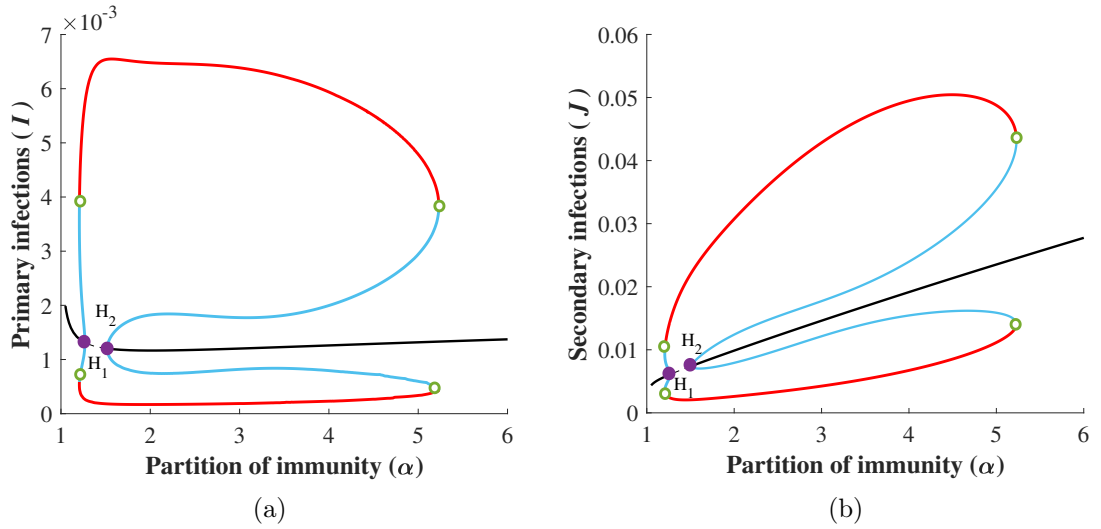 ×10⁻³
7
6
5
4
3
2
1
0
Primary infections ( I )
H₂
H₁
1 2 3 4 5 6
Partition of immunity (α)
(a)
0.06
0.05
0.04
0.03
0.02
0.01
0
Secondary infections ( J )
H₂
H₁
1 2 3 4 5 6
Partition of immunity (α)
(b)